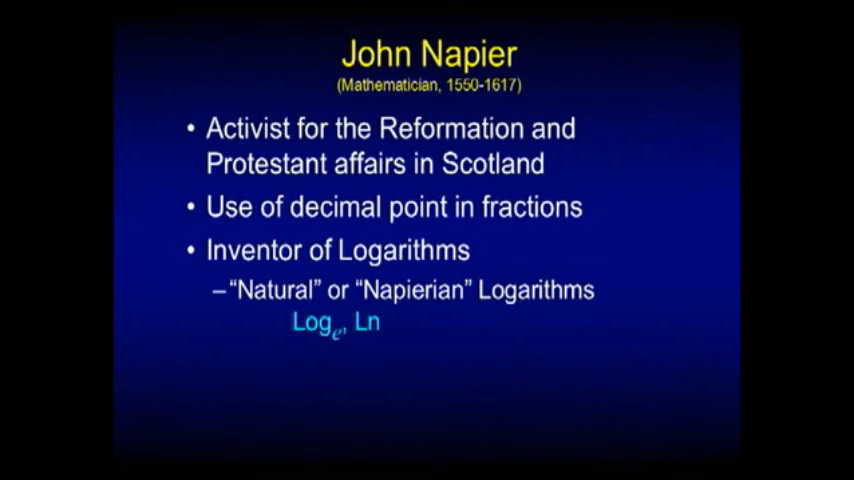 John Napier
(Mathematician, 1550-1617)
• Activist for the Reformation and
Protestant affairs in Scotland
• Use of decimal point in fractions
• Inventor of Logarithms
–“Natural” or “Napierian” Logarithms
Logₑ, Ln